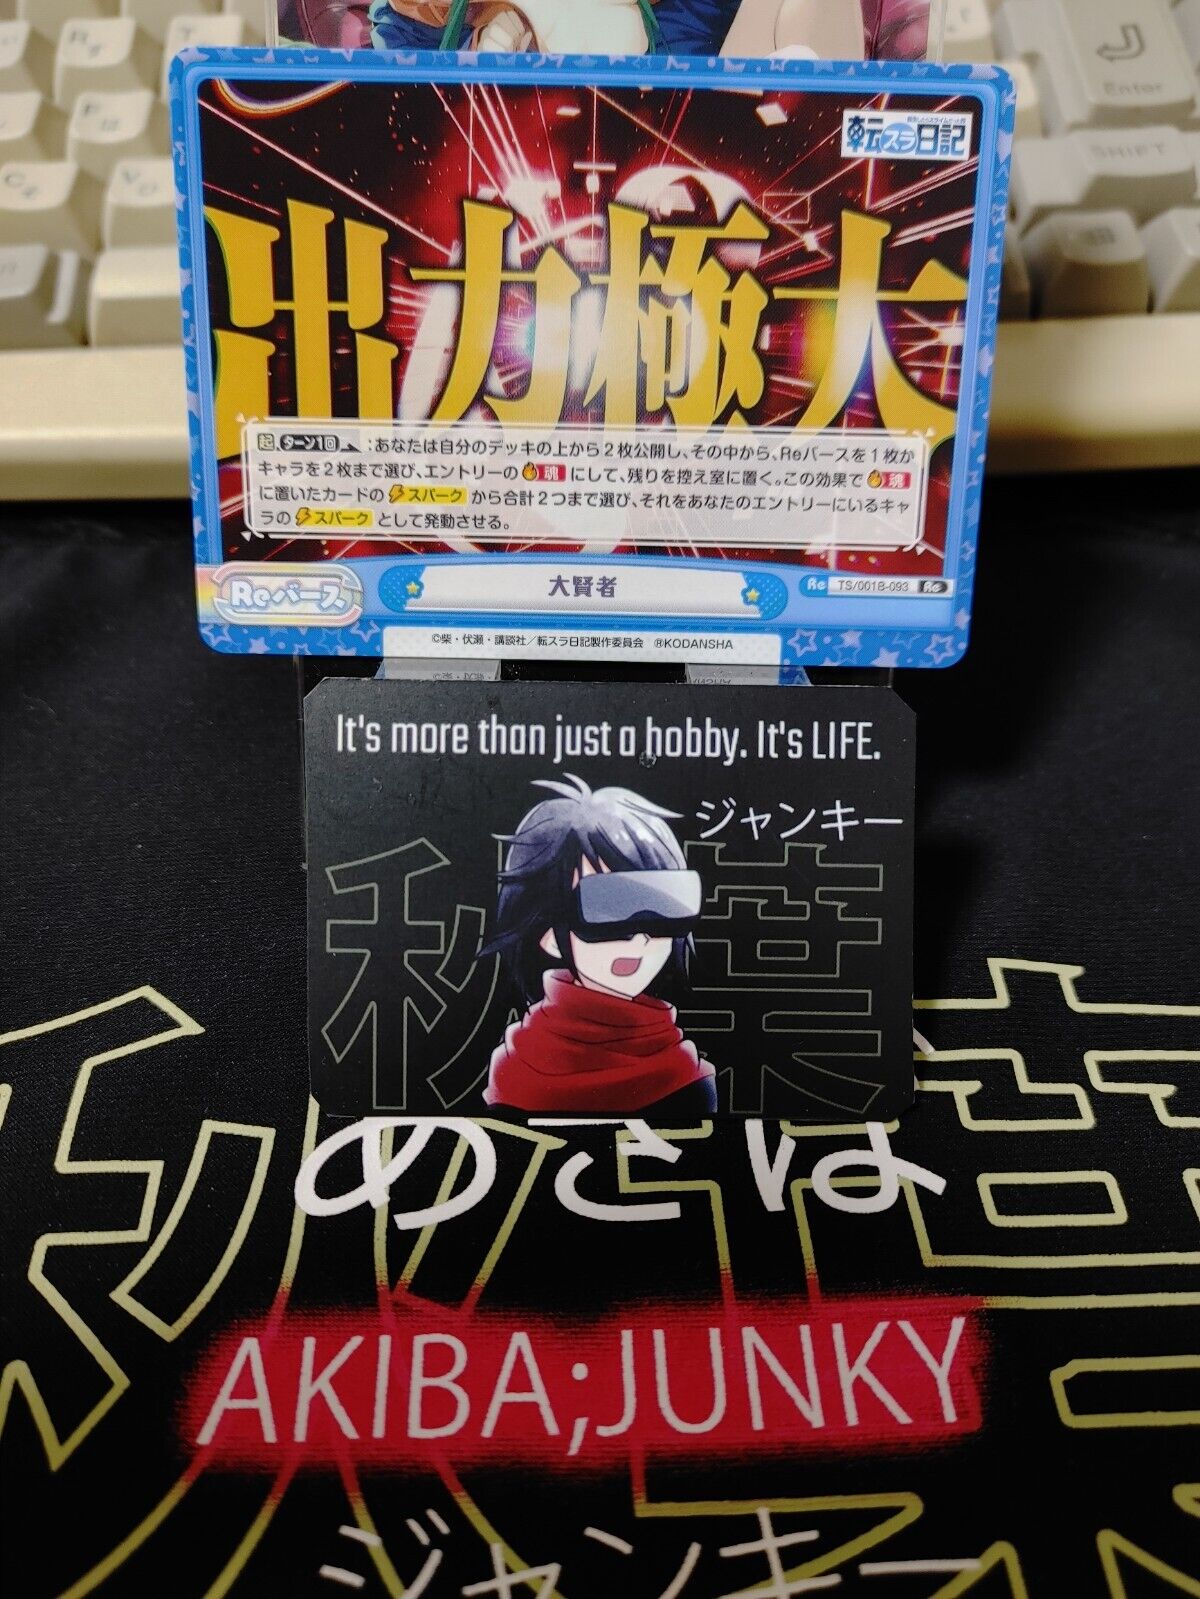 Enter
SHIFT
転スラ日記
出力極大
起 ターン1回 :あなたは自分のデッキの上から2枚公開し、その中から、Reバースを1枚か
キャラを2枚まで選び、エントリーの 魂 にして、残りを控え室に置く。この効果で 魂
に置いたカードの スパーク から合計2つまで選び、それをあなたのエントリーにいるキャ
ラの スパーク として発動させる。
Reバース
大賢者
Re TS/001B-093 Re
©柴・伏瀬・講談社／転スラ日記製作委員会 ®KODANSHA
It's more than just a hobby. It's LIFE.
ジャンキー
秋葉
AKIBA;JUNKY
ジャンキー